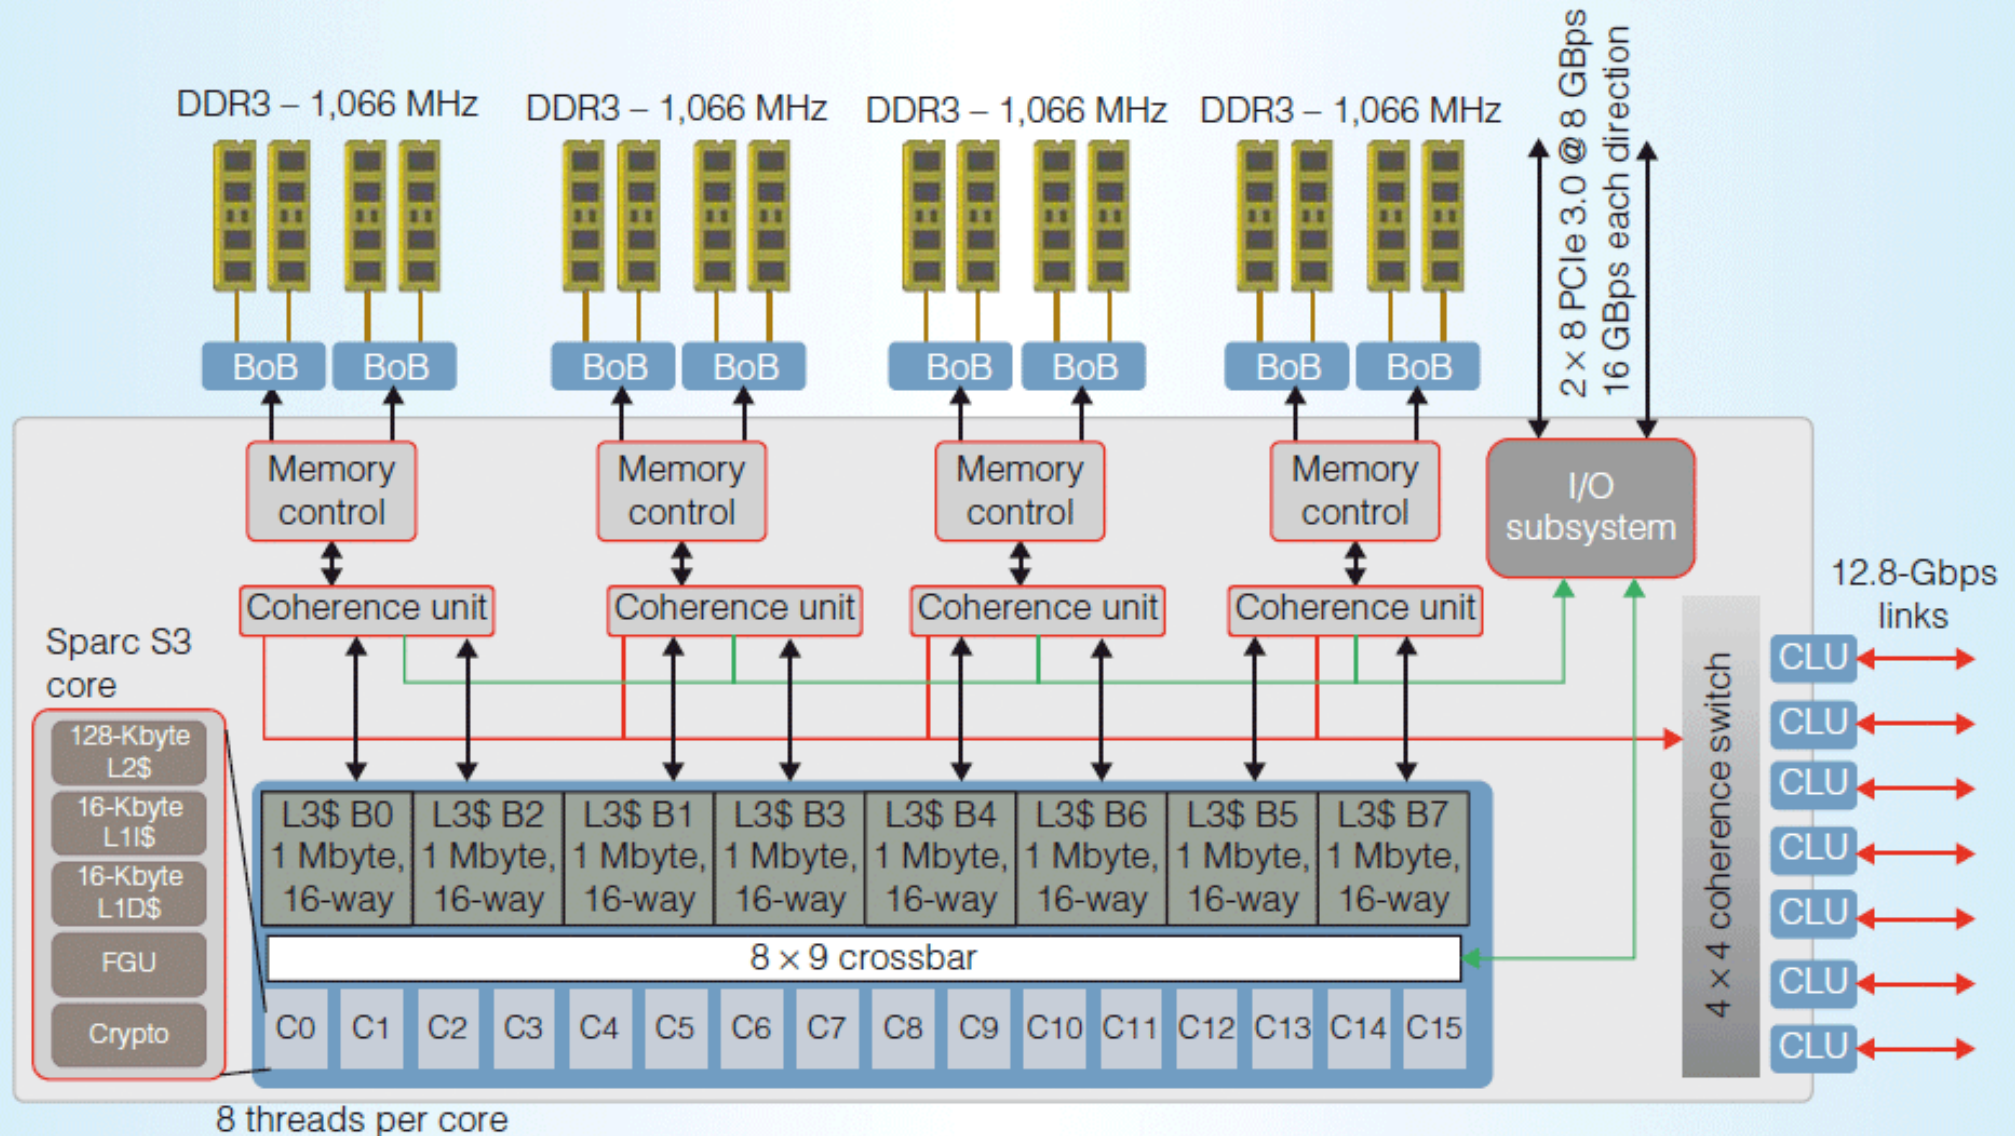 DDR3 – 1,066 MHz
DDR3 – 1,066 MHz
DDR3 – 1,066 MHz
DDR3 – 1,066 MHz
2 × 8 PCIe 3.0 @ 8 GBps
16 GBps each direction
BoB
BoB
BoB
BoB
BoB
BoB
BoB
BoB
Memory
control
Memory
control
Memory
control
Memory
control
I/O
subsystem
Coherence unit
Coherence unit
Coherence unit
Coherence unit
12.8-Gbps
links
Sparc S3
core
128-Kbyte
L2$
16-Kbyte
L1I$
16-Kbyte
L1D$
FGU
Crypto
L3$ B0
1 Mbyte,
16-way
L3$ B2
1 Mbyte,
16-way
L3$ B1
1 Mbyte,
16-way
L3$ B3
1 Mbyte,
16-way
L3$ B4
1 Mbyte,
16-way
L3$ B6
1 Mbyte,
16-way
L3$ B5
1 Mbyte,
16-way
L3$ B7
1 Mbyte,
16-way
8 × 9 crossbar
C0
C1
C2
C3
C4
C5
C6
C7
C8
C9
C10
C11
C12
C13
C14
C15
4 × 4 coherence switch
CLU
CLU
CLU
CLU
CLU
CLU
CLU
8 threads per core